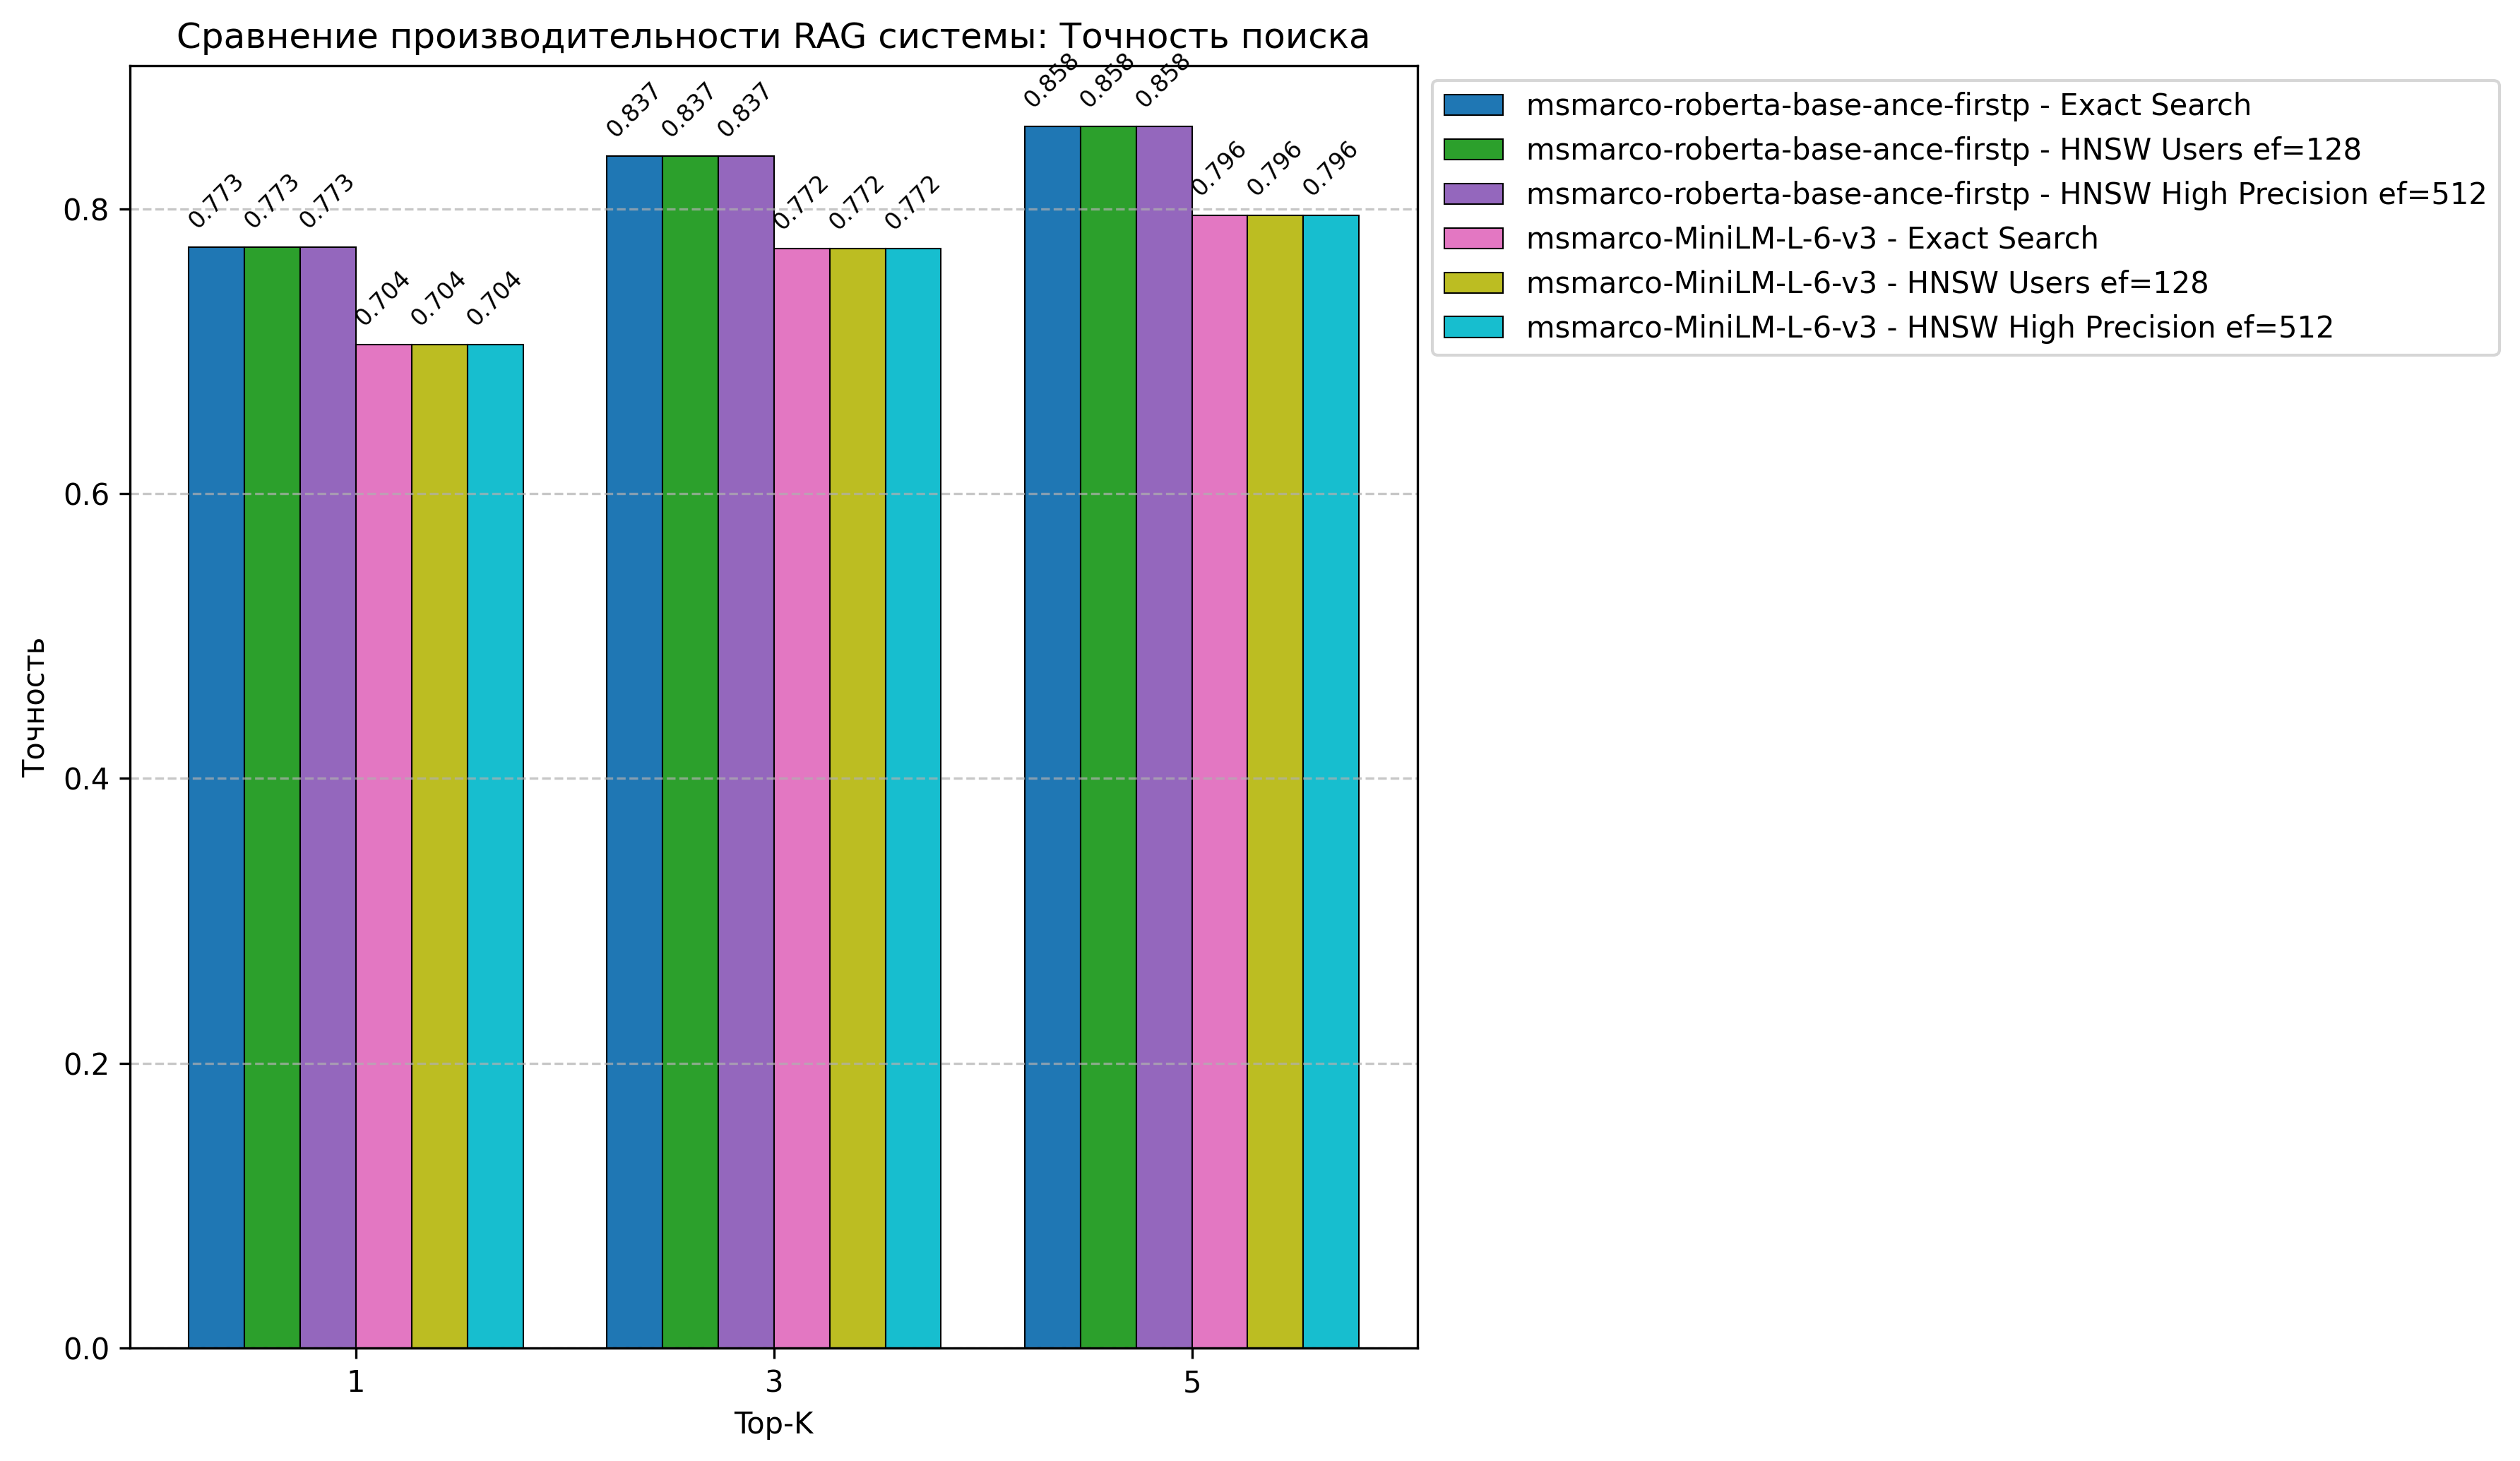 Сравнение производительности RAG системы: Точность поиска
0.858 0.858 0.858
0.837 0.837 0.837
0.796 0.796 0.796
0.773 0.773 0.773
0.772 0.772 0.772
0.704 0.704 0.704
0.8
0.6
0.4
0.2
0.0
Точность
1 3 5
Top-K
msmarco-roberta-base-ance-firstp - Exact Search
msmarco-roberta-base-ance-firstp - HNSW Users ef=128
msmarco-roberta-base-ance-firstp - HNSW High Precision ef=512
msmarco-MiniLM-L-6-v3 - Exact Search
msmarco-MiniLM-L-6-v3 - HNSW Users ef=128
msmarco-MiniLM-L-6-v3 - HNSW High Precision ef=512